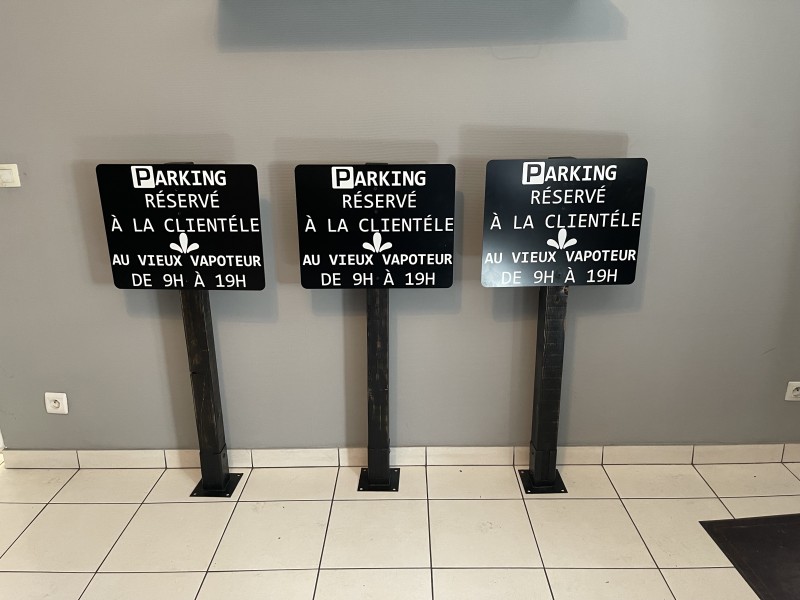 PARKING
RÉSERVÉ
À LA CLIENTÉLE
AU VIEUX VAPOTEUR
DE 9H À 19H
PARKING
RÉSERVÉ
À LA CLIENTÉLE
AU VIEUX VAPOTEUR
DE 9H À 19H
PARKING
RÉSERVÉ
À LA CLIENTÉLE
AU VIEUX VAPOTEUR
DE 9H À 19H